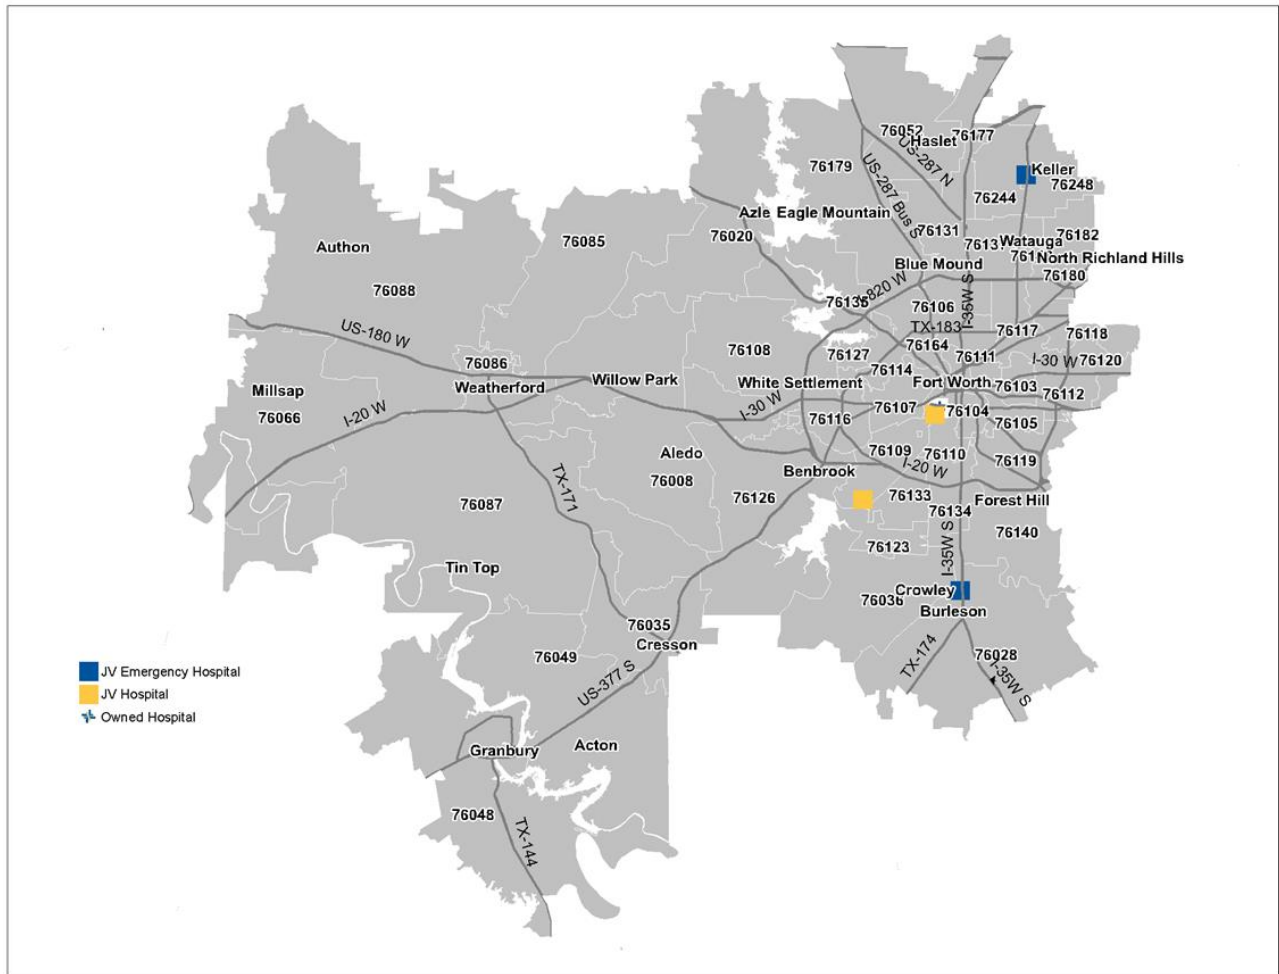 76052
Haslet
76177
US-287 N
76179
Keller
76248
76244
US-287 Bus S
Azle
Eagle Mountain
76020
76131
76182
Watauga
North Richland Hills
76180
Authon
76085
Blue Mound
76088
I-35W S
76106
US-180 W
TX-183
76117
76118
76164
76108
76127
76111
I-30 W
76120
76086
76114
Weatherford
Willow Park
White Settlement
Fort Worth
76103
Millsap
76112
I-20 W
I-30 W
76107
76104
76066
76116
76105
Aledo
76109
76110
76119
I-20 W
Benbrook
76008
TX-171
76087
76126
76133
Forest Hill
76134
76140
I-35W S
76123
Tin Top
Crowley
Burleson
76035
Cresson
TX-174
76049
76028
US-377 S
I-35W S
JV Emergency Hospital
JV Hospital
Owned Hospital
Granbury
Acton
76048
TX-144